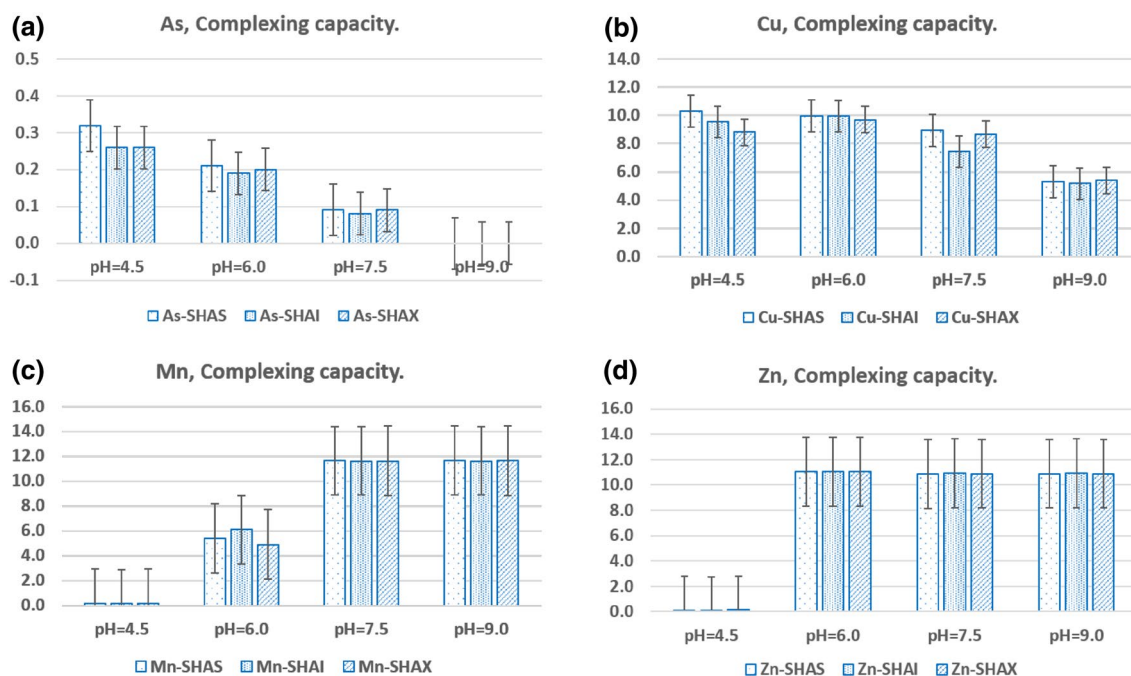 (a)
As, Complexing capacity.
0.5
0.4
0.3
0.2
0.1
0.0
-0.1
pH=4.5 pH=6.0 pH=7.5 pH=9.0
As-SHAS As-SHAI As-SHAX
(b)
Cu, Complexing capacity.
14.0
12.0
10.0
8.0
6.0
4.0
2.0
0.0
pH=4.5 pH=6.0 pH=7.5 pH=9.0
Cu-SHAS Cu-SHAI Cu-SHAX
(c)
Mn, Complexing capacity.
16.0
14.0
12.0
10.0
8.0
6.0
4.0
2.0
0.0
pH=4.5 pH=6.0 pH=7.5 pH=9.0
Mn-SHAS Mn-SHAI Mn-SHAX
(d)
Zn, Complexing capacity.
16.0
14.0
12.0
10.0
8.0
6.0
4.0
2.0
0.0
pH=4.5 pH=6.0 pH=7.5 pH=9.0
Zn-SHAS Zn-SHAI Zn-SHAX